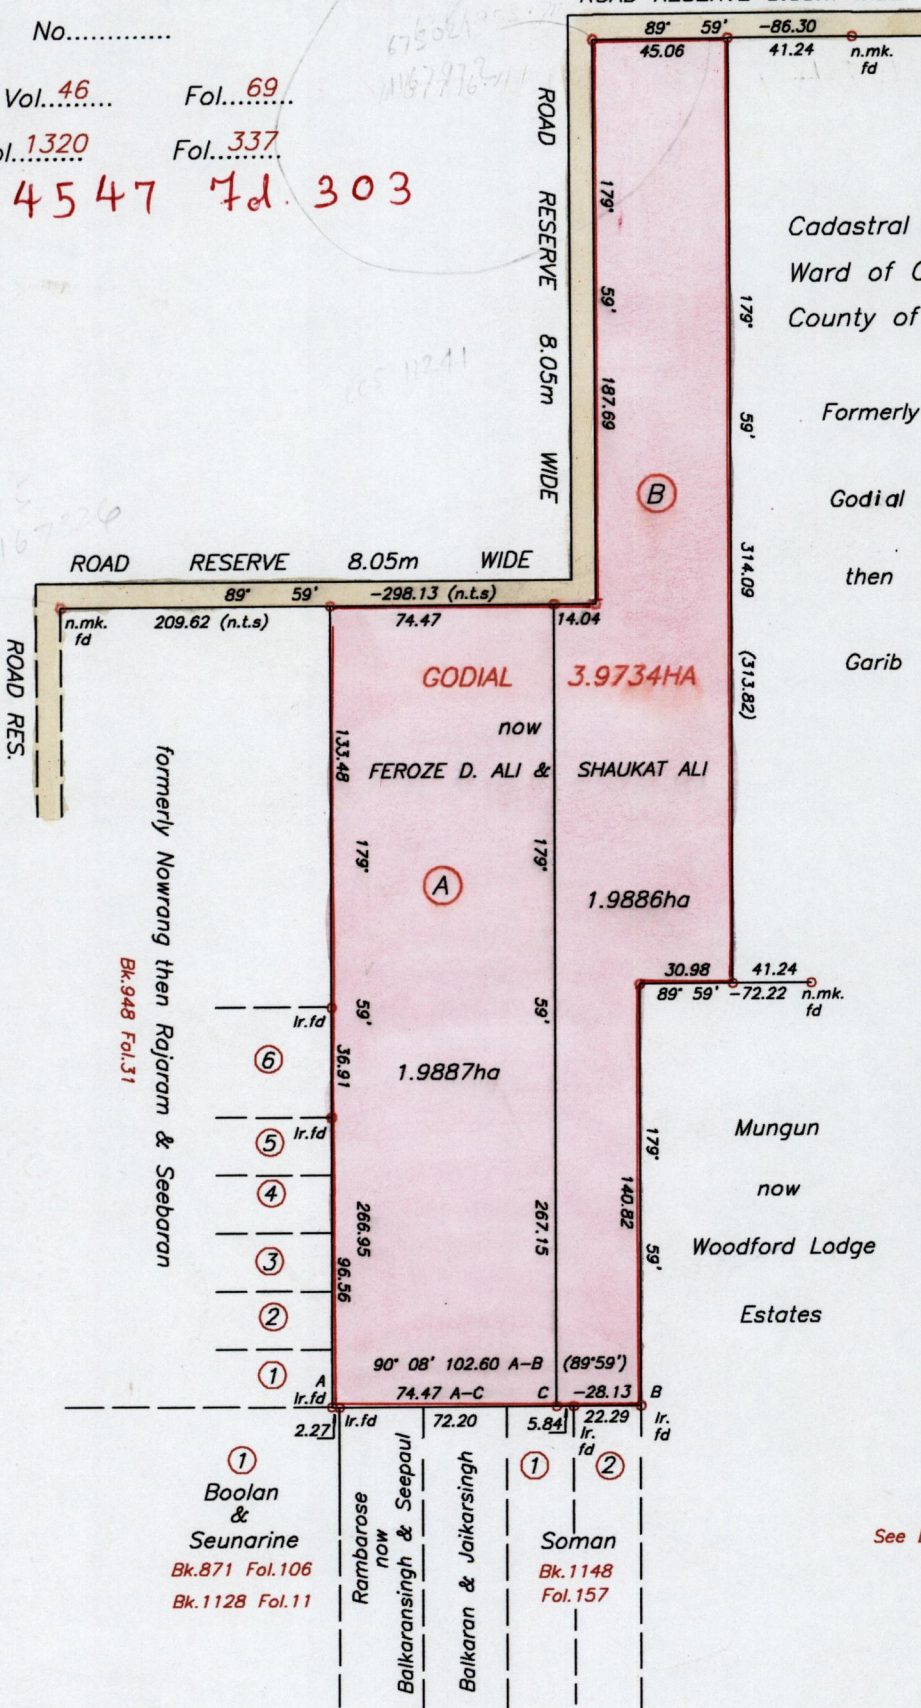 No.............
Vol..46...... Fol...69...
1320 Fol...337...
4547 Fol. 303
ROAD RESERVE
89° 59' -86.30
45.06 41.24 n.mk. fd
ROAD RESERVE 8.05m WIDE
179° 59' 187.69
B
179° 59' 314.09 (313.82)
Cadastral
Ward of
County of
Formerly
Godial
then
Garib
ROAD RESERVE 8.05m WIDE
89° 59' -298.13 (n.t.s)
n.mk. fd 209.62 (n.t.s) 74.47 14.04
ROAD RES.
GODIAL 3.9734HA
now
FEROZE D. ALI & SHAUKAT ALI
133.48
179° 59' 266.95
179° 59' 267.15
A
1.9886ha
1.9887ha
30.98 41.24
89° 59' -72.22 n.mk. fd
formerly Nowrang then Rajaram & Seebaran
Bk.948 Fol.31
Ir.fd
6
36.91
Ir.fd
5
4
3
2
1
96.56
179° 59' 140.82
Mungun
now
Woodford Lodge
Estates
90° 08' 102.60 A-B (89°59')
A Ir.fd 74.47 A-C C -28.13 B
2.27 Ir.fd 72.20 5.84 Ir. fd 22.29 Ir. fd
1
Boolan
&
Seunarine
Bk.871 Fol.106
Bk.1128 Fol.11
Rambarose
now
Balkaransingh & Seepaul
Balkaran & Jaikarsingh
1 2
Soman
Bk.1148
Fol.157
See